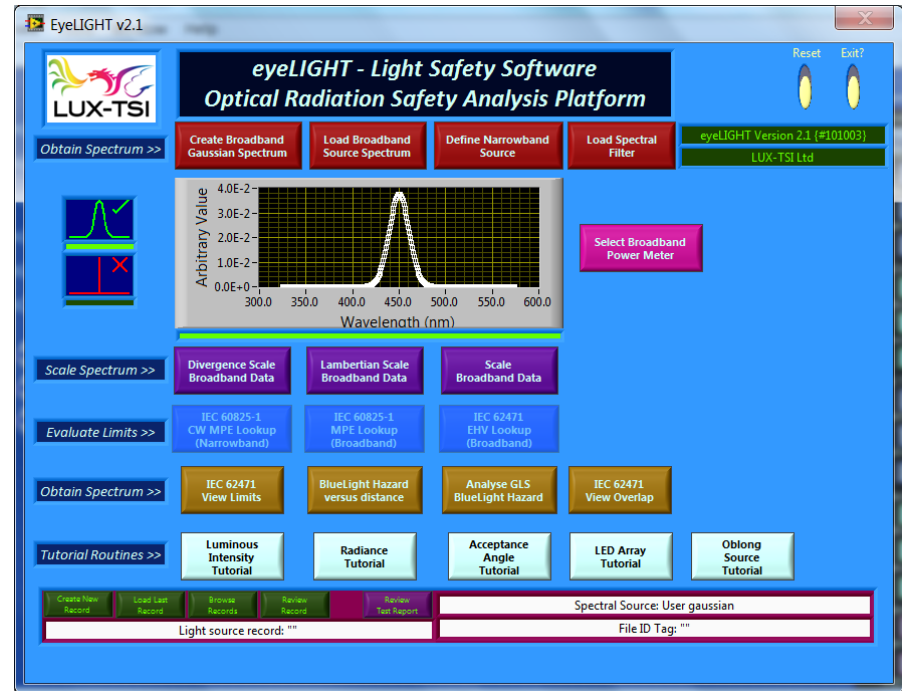 EyeLIGHT v2.1
Help
LUX-TSI
eyeLIGHT - Light Safety Software
Optical Radiation Safety Analysis Platform
Reset Exit?
Obtain Spectrum >>
Create Broadband
Gaussian Spectrum
Load Broadband
Source Spectrum
Define Narrowband
Source
Load Spectral
Filter
eyeLIGHT Version 2.1 {#101003}
LUX-TSI Ltd
Arbitrary Value
4.0E-2
3.0E-2
2.0E-2
1.0E-2
0.0E+0
300.0 350.0 400.0 450.0 500.0 550.0 600.0
Wavelength (nm)
Select Broadband
Power Meter
Scale Spectrum >>
Divergence Scale
Broadband Data
Lambertian Scale
Broadband Data
Scale
Broadband Data
Evaluate Limits >>
IEC 60825-1
CW MPE Lookup
(Narrowband)
IEC 60825-1
MPE Lookup
(Broadband)
IEC 62471
EHV Lookup
(Broadband)
Obtain Spectrum >>
IEC 62471
View Limits
BlueLight Hazard
versus distance
Analyse GLS
BlueLight Hazard
IEC 62471
View Overlap
Tutorial Routines >>
Luminous
Intensity
Tutorial
Radiance
Tutorial
Acceptance
Angle
Tutorial
LED Array
Tutorial
Oblong
Source
Tutorial
Create New
Record
Load Last
Record
Browse
Records
Review
Record
Review
Test Report
Spectral Source: User gaussian
Light source record: ""
File ID Tag: ""